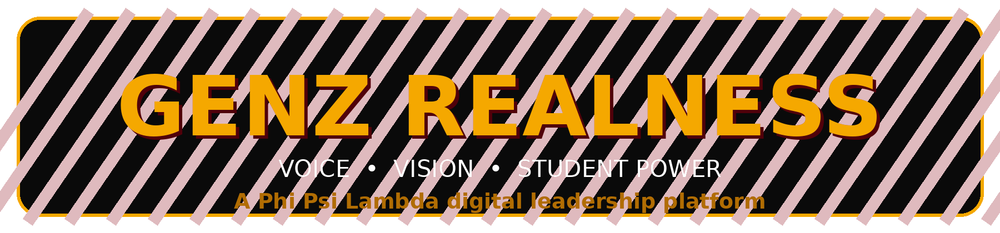 GENZ REALNESS
VOICE • VISION • STUDENT POWER
A Phi Psi Lambda digital leadership platform